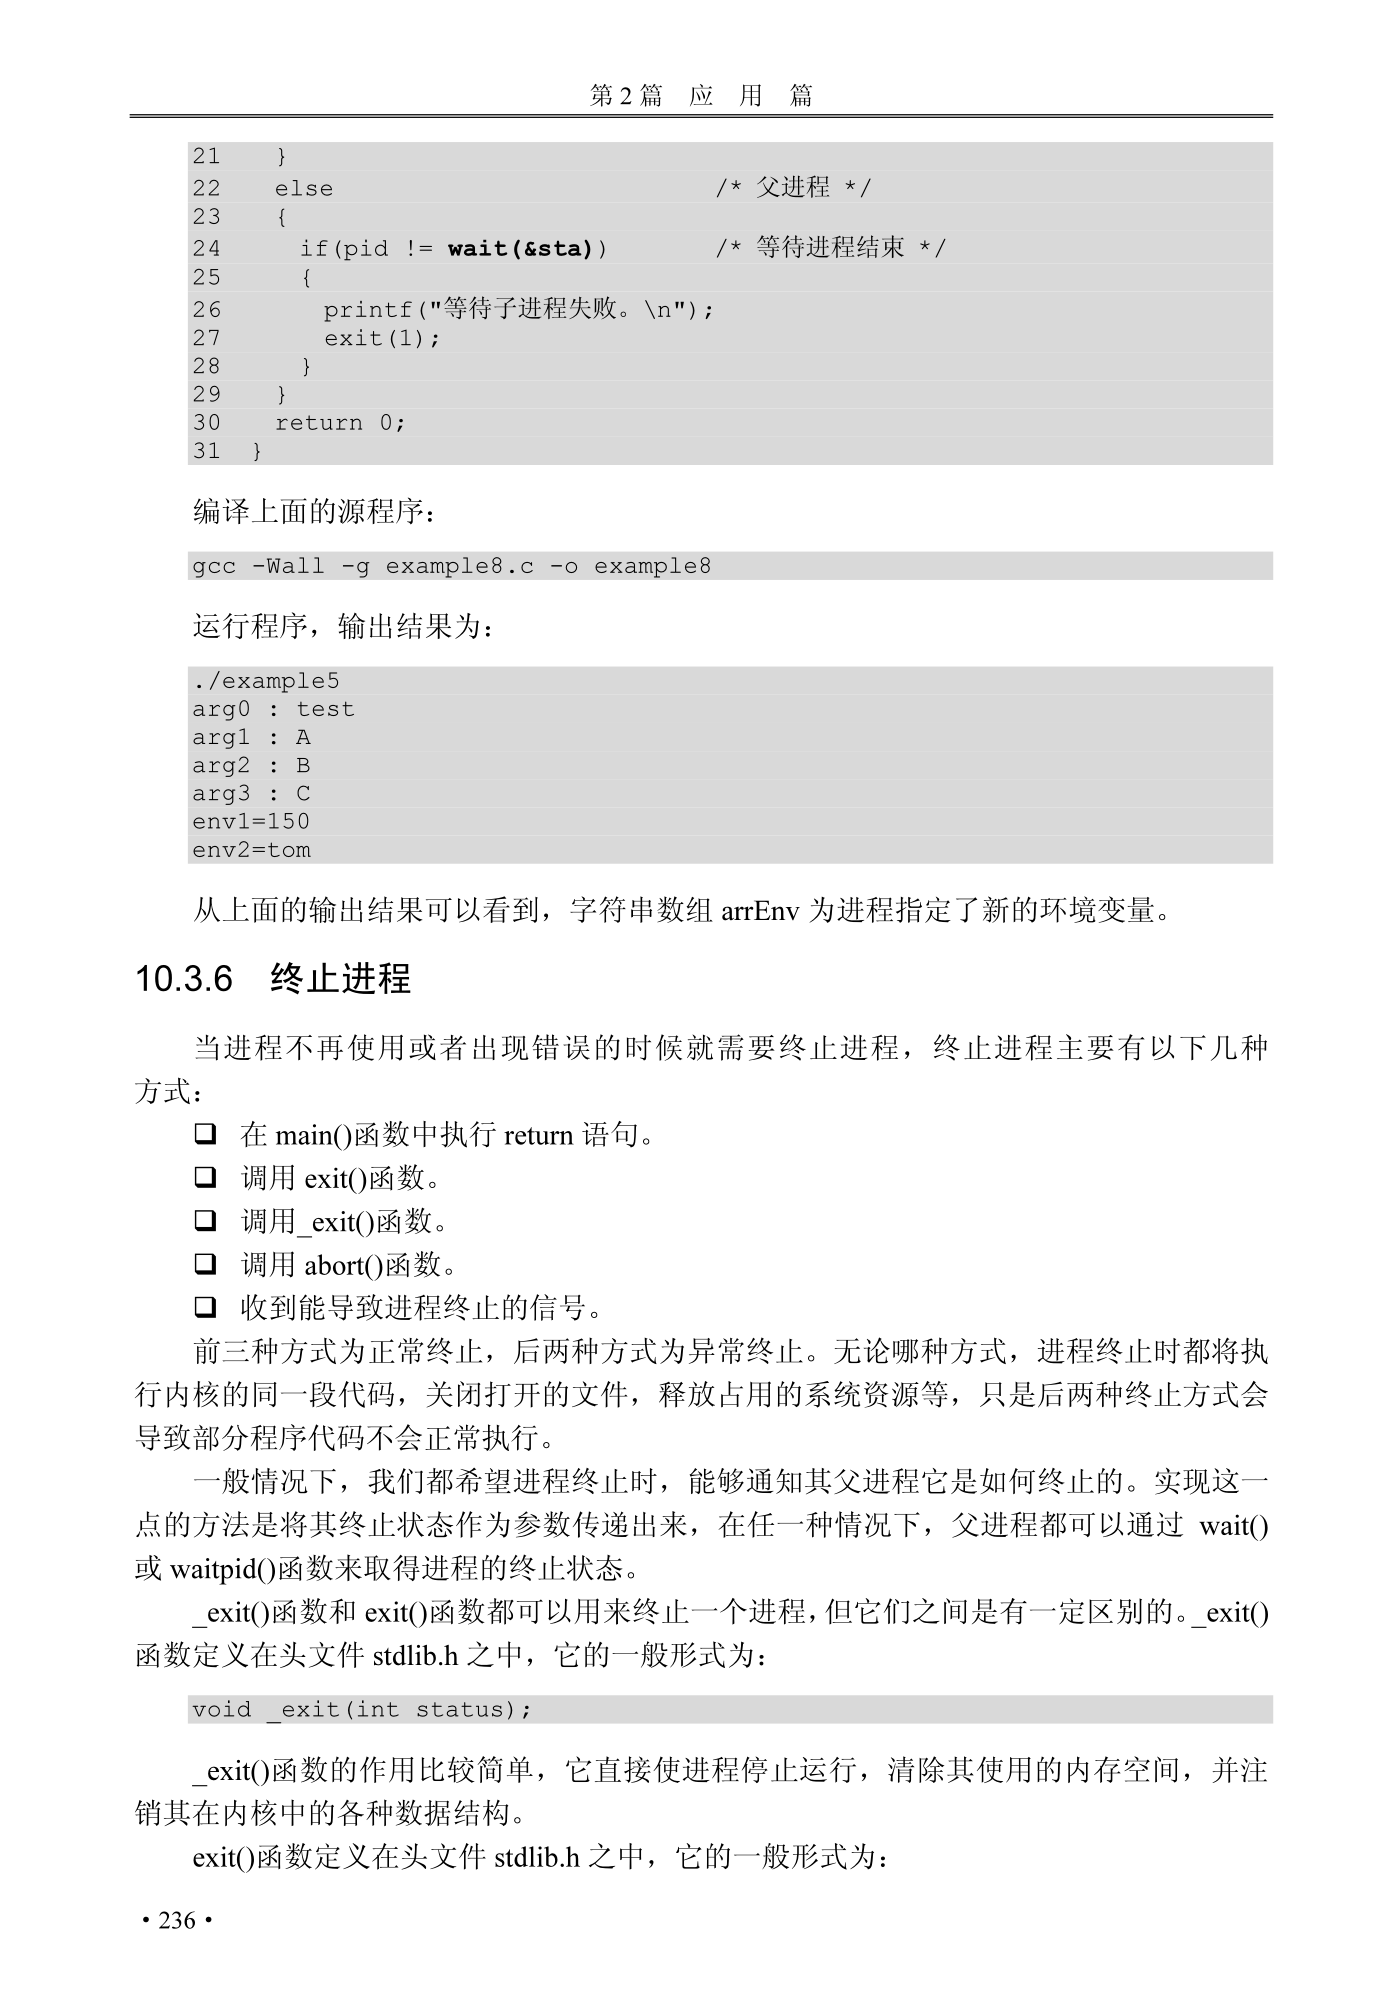 第 2 篇 应 用 篇
21 }
22 else /* 父进程 */
23 {
24 if(pid != wait(&sta)) /* 等待进程结束 */
25 {
26 printf("等待子进程失败。\n");
27 exit(1);
28 }
29 }
30 return 0;
31 }
编译上面的源程序：
gcc -Wall -g example8.c -o example8
运行程序，输出结果为：
./example5
arg0 : test
arg1 : A
arg2 : B
arg3 : C
env1=150
env2=tom
从上面的输出结果可以看到，字符串数组 arrEnv 为进程指定了新的环境变量。
10.3.6 终止进程
当进程不再使用或者出现错误的时候就需要终止进程，终止进程主要有以下几种
方式：
❑ 在 main()函数中执行 return 语句。
❑ 调用 exit()函数。
❑ 调用_exit()函数。
❑ 调用 abort()函数。
❑ 收到能导致进程终止的信号。
前三种方式为正常终止，后两种方式为异常终止。无论哪种方式，进程终止时都将执
行内核的同一段代码，关闭打开的文件，释放占用的系统资源等，只是后两种终止方式会
导致部分程序代码不会正常执行。
一般情况下，我们都希望进程终止时，能够通知其父进程它是如何终止的。实现这一
点的方法是将其终止状态作为参数传递出来，在任一种情况下，父进程都可以通过 wait()
或 waitpid()函数来取得进程的终止状态。
_exit()函数和 exit()函数都可以用来终止一个进程，但它们之间是有一定区别的。_exit()
函数定义在头文件 stdlib.h 之中，它的一般形式为：
void _exit(int status);
_exit()函数的作用比较简单，它直接使进程停止运行，清除其使用的内存空间，并注
销其在内核中的各种数据结构。
exit()函数定义在头文件 stdlib.h 之中，它的一般形式为：
• 236 •